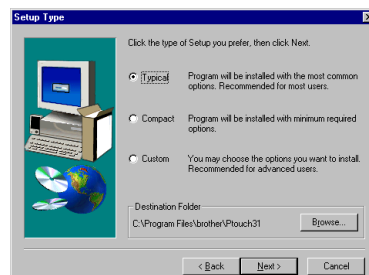 Setup Type
Click the type of Setup you prefer, then click Next.
Typical
Program will be installed with the most common
options. Recommended for most users.
Compact
Program will be installed with minimum required
options.
Custom
You may choose the options you want to install.
Recommended for advanced users.
Destination Folder
C:\Program Files\brother\Ptouch31
Browse...
< Back
Next >
Cancel